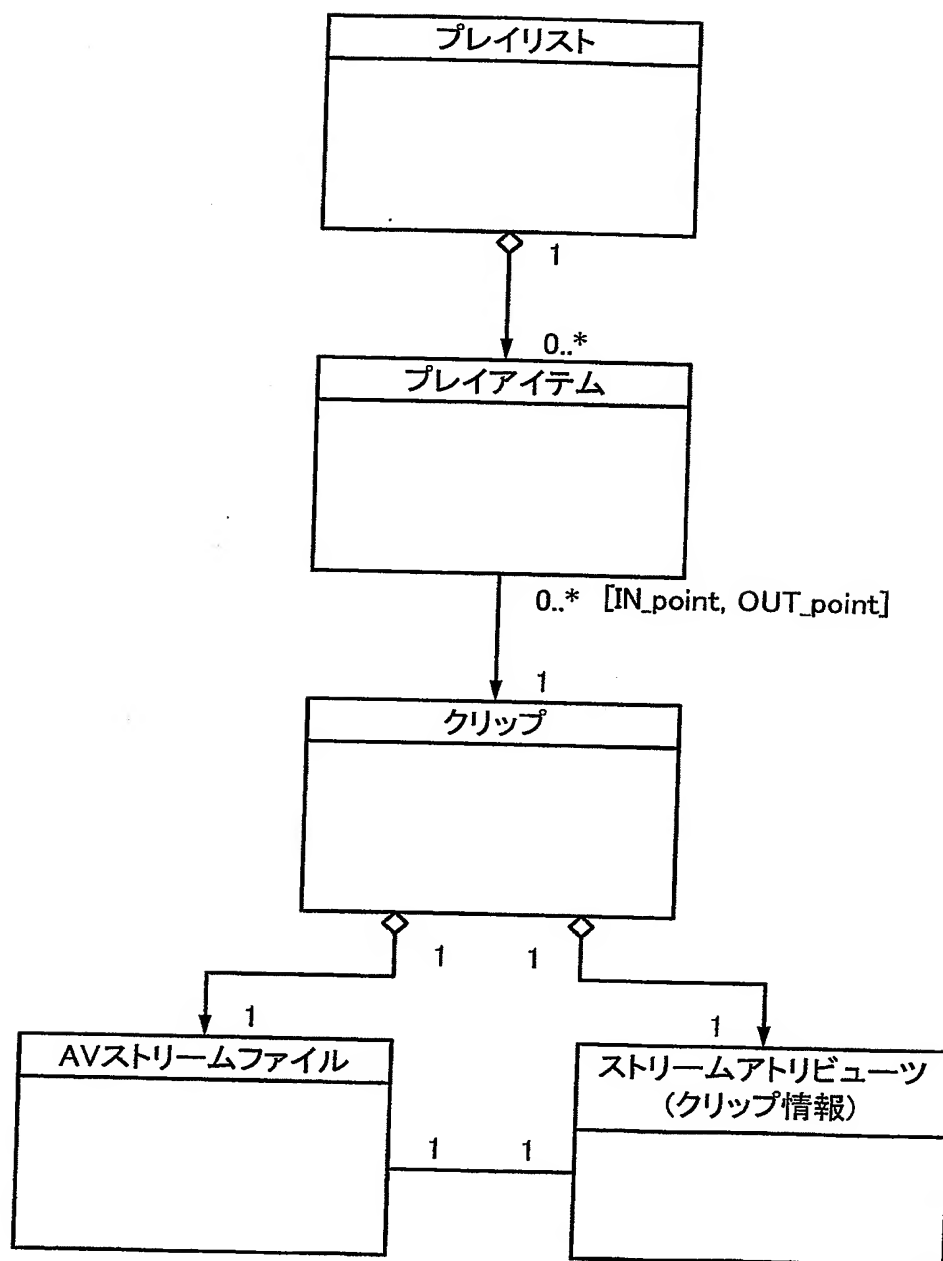 プレイリスト
1
0..*
プレイアイテム
0..* [IN_point, OUT_point]
1
クリップ
1 1
1 1
AVストリームファイル
ストリームアトリビューツ
(クリップ情報)
1 1